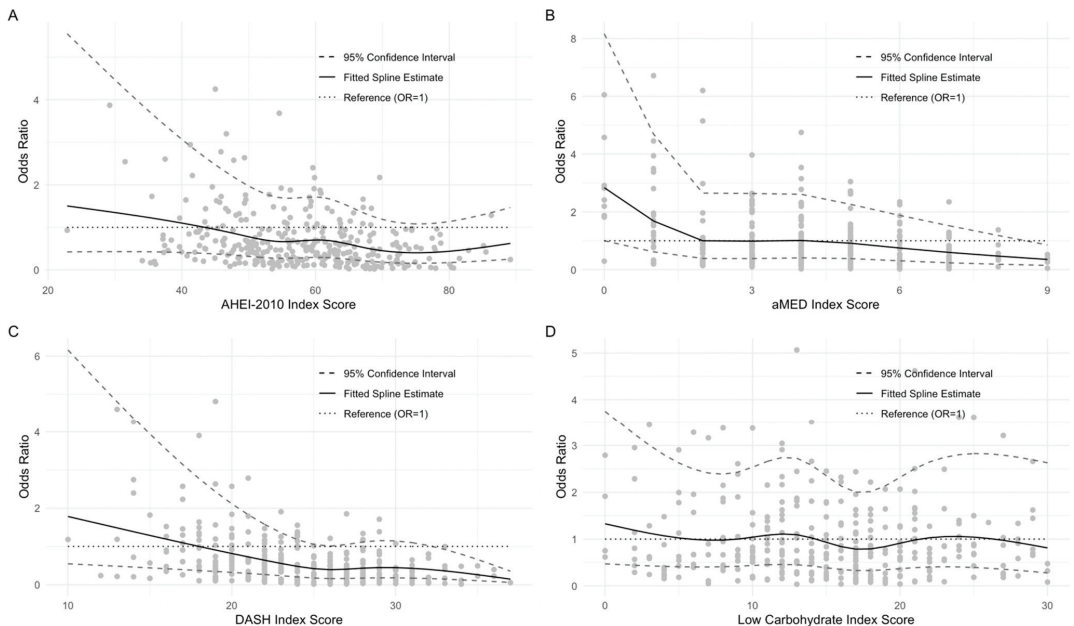 A
95% Confidence Interval
Fitted Spline Estimate
Reference (OR=1)
Odds Ratio
4
2
1
0
20
40
60
80
AHEI-2010 Index Score
B
95% Confidence Interval
Fitted Spline Estimate
Reference (OR=1)
Odds Ratio
8
6
4
2
1
0
0
3
6
9
aMED Index Score
C
95% Confidence Interval
Fitted Spline Estimate
Reference (OR=1)
Odds Ratio
6
4
2
1
0
10
20
30
DASH Index Score
D
95% Confidence Interval
Fitted Spline Estimate
Reference (OR=1)
Odds Ratio
5
4
3
2
1
0
0
10
20
30
Low Carbohydrate Index Score